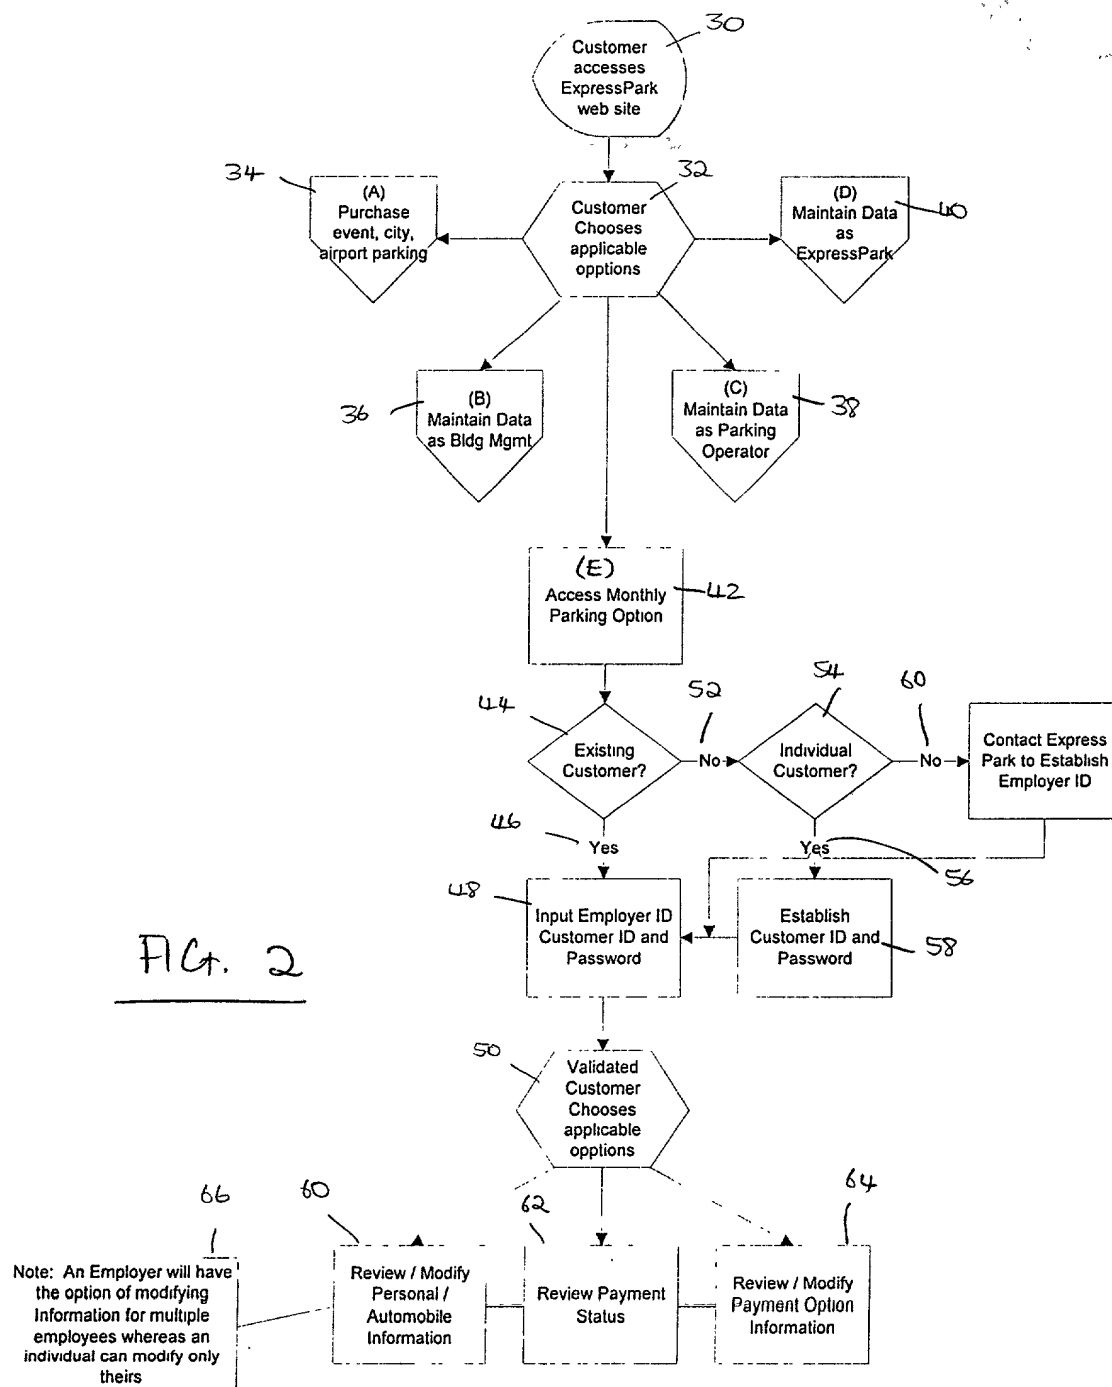 30
Customer
accesses
ExpressPark
web site
34
(A)
Purchase
event, city,
airport parking
32
Customer
Chooses
applicable
opptions
(D)
Maintain Data
as
ExpressPark
40
36
(B)
Maintain Data
as Bldg Mgmt
(C)
Maintain Data
as Parking
Operator
38
(E)
Access Monthly
Parking Option
42
44
Existing
Customer?
52
No
54
Individual
Customer?
60
No
Contact Express
Park to Establish
Employer ID
46
Yes
Yes
56
48
Input Employer ID
Customer ID and
Password
Establish
Customer ID and
Password
58
FIG. 2
50
Validated
Customer
Chooses
applicable
opptions
66
Note: An Employer will have
the option of modifying
Information for multiple
employees whereas an
individual can modify only
theirs
60
Review / Modify
Personal /
Automobile
Information
62
Review Payment
Status
64
Review / Modify
Payment Option
Information